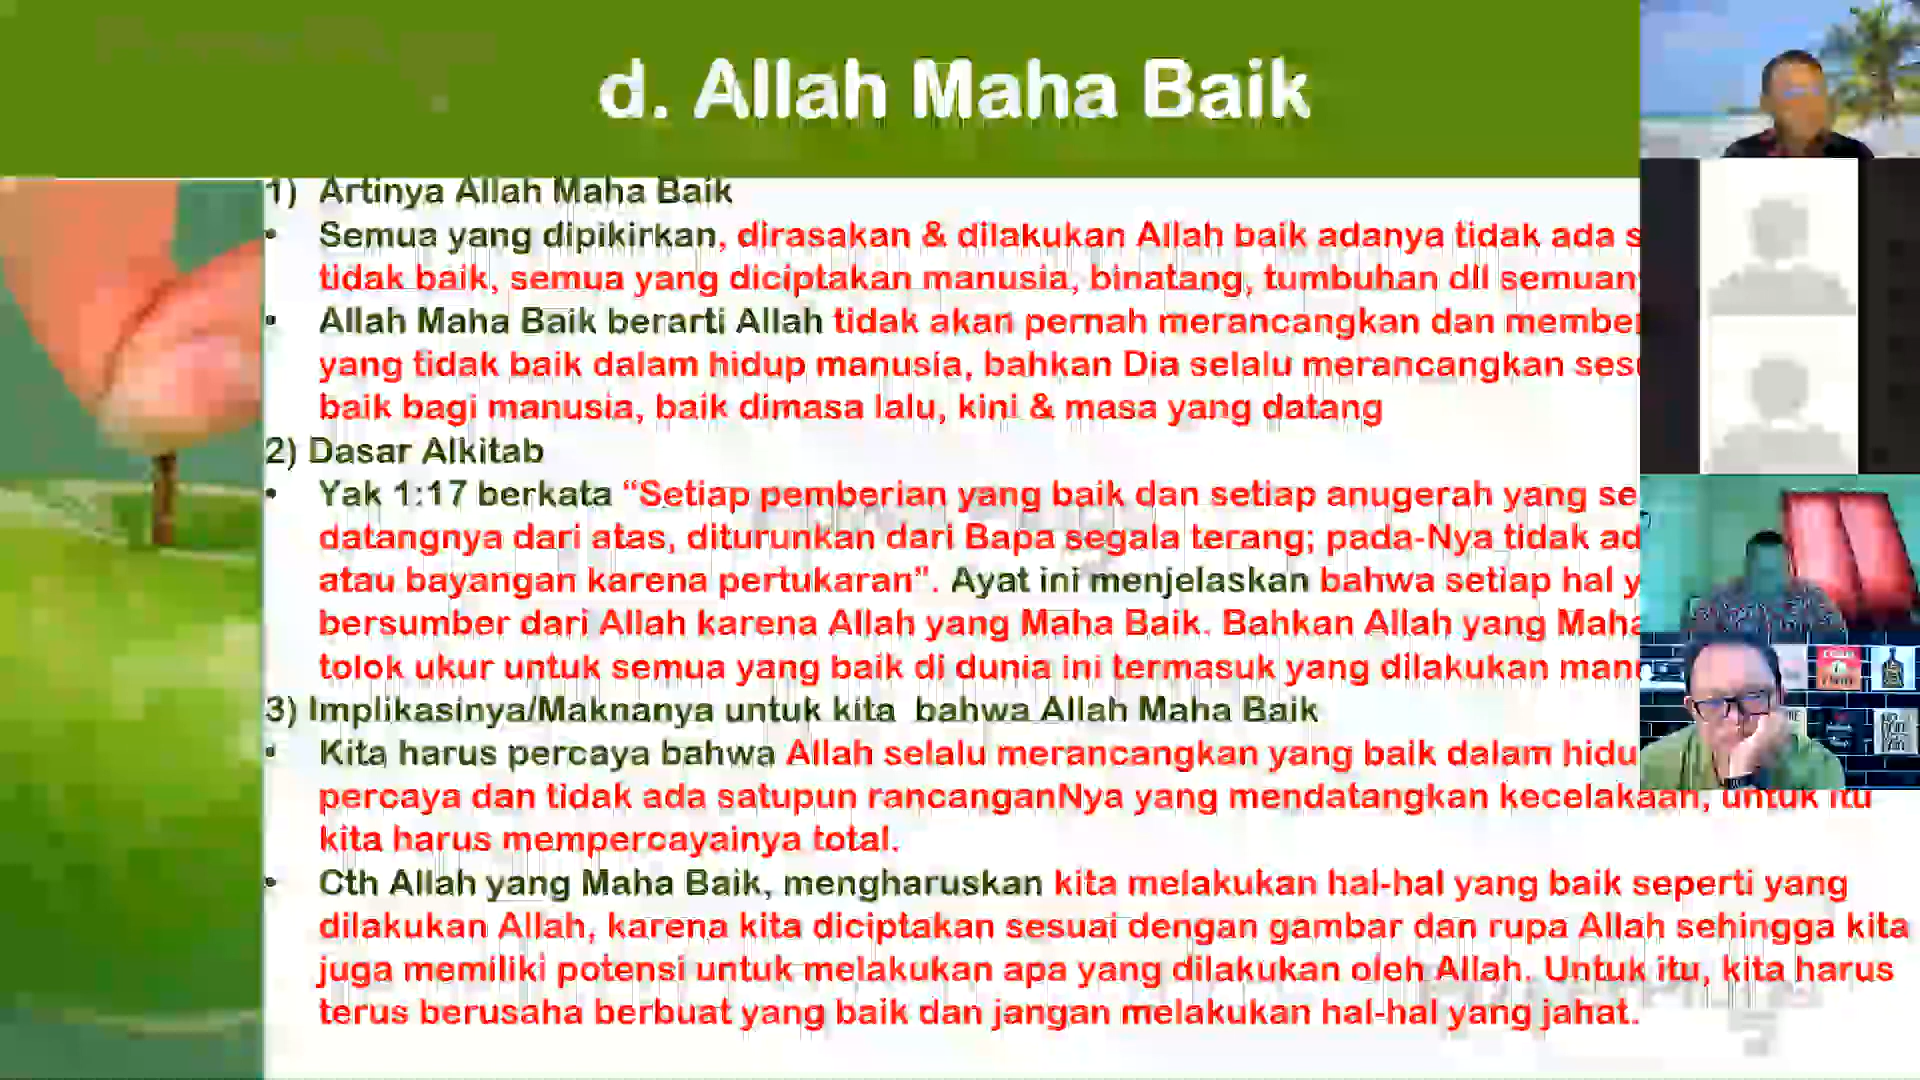 d. Allah Maha Baik
1) Artinya Allah Maha Baik
• Semua yang dipikirkan, dirasakan & dilakukan Allah baik adanya tidak ada
tidak baik, semua yang diciptakan manusia, binatang, tumbuhan dll
• Allah Maha Baik berarti Allah tidak akan pernah merancangkan dan
yang tidak baik dalam hidup manusia, bahkan Dia selalu merancangkan
baik bagi manusia, baik dimasa lalu, kini & masa yang datang
2) Dasar Alkitab
• Yak 1:17 berkata “Setiap pemberian yang baik dan setiap anugerah yang
datangnya dari atas, diturunkan dari Bapa segala terang; pada-Nya tidak
atau bayangan karena pertukaran". Ayat ini menjelaskan bahwa setiap hal
bersumber dari Allah karena Allah yang Maha Baik. Bahkan Allah yang
tolok ukur untuk semua yang baik di dunia ini termasuk yang dilakukan
3) Implikasinya/Maknanya untuk kita bahwa Allah Maha Baik
• Kita harus percaya bahwa Allah selalu merancangkan yang baik dalam
percaya dan tidak ada satupun rancanganNya yang mendatangkan kecelakaan, untuk itu
kita harus mempercayainya total.
• Cth Allah yang Maha Baik, mengharuskan kita melakukan hal-hal yang baik seperti yang
dilakukan Allah, karena kita diciptakan sesuai dengan gambar dan rupa Allah sehingga kita
juga memiliki potensi untuk melakukan apa yang dilakukan oleh Allah. Untuk itu, kita harus
terus berusaha berbuat yang baik dan jangan melakukan hal-hal yang jahat.